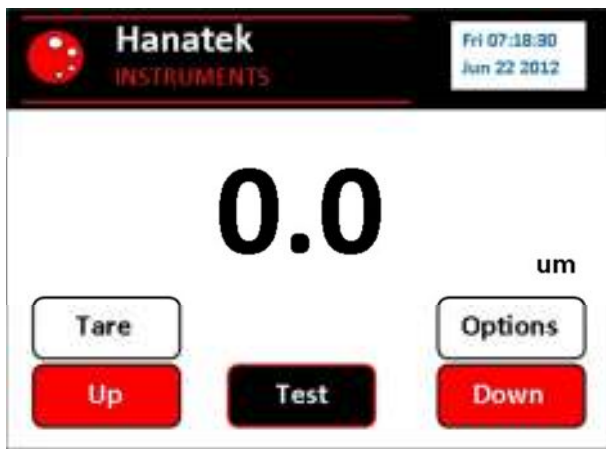 Hanatek
INSTRUMENTS
Fri 07:18:30
Jun 22 2012
0.0
um
Tare
Options
Up
Test
Down